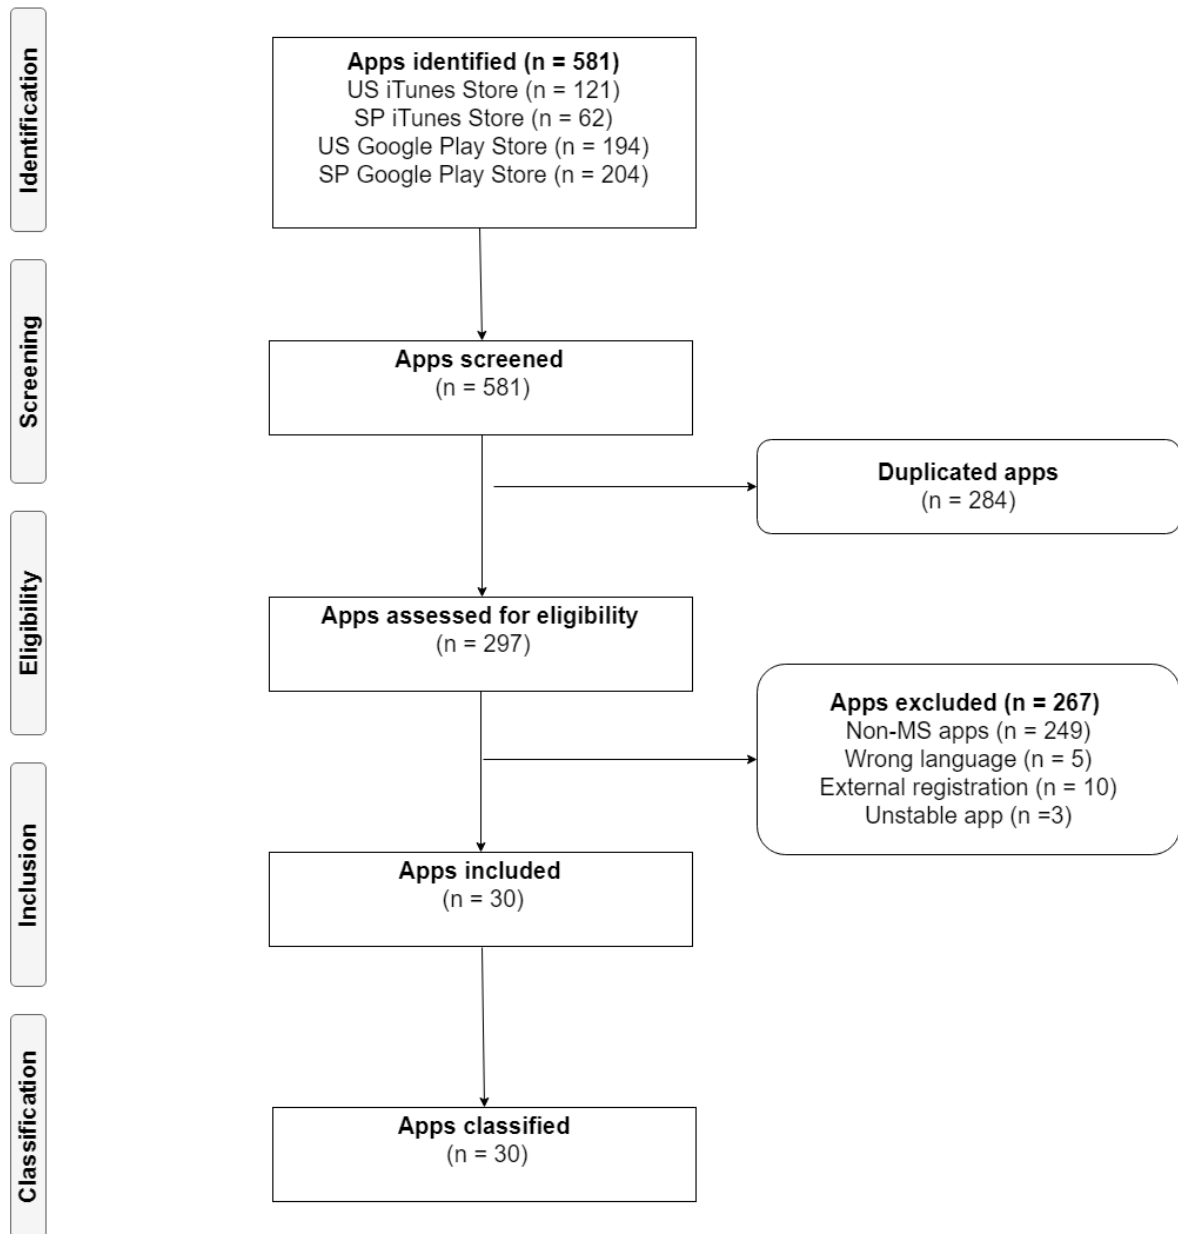 Identification
Apps identified (n = 581)
US iTunes Store (n = 121)
SP iTunes Store (n = 62)
US Google Play Store (n = 194)
SP Google Play Store (n = 204)
Screening
Apps screened
(n = 581)
Duplicated apps
(n = 284)
Eligibility
Apps assessed for eligibility
(n = 297)
Apps excluded (n = 267)
Non-MS apps (n = 249)
Wrong language (n = 5)
External registration (n = 10)
Unstable app (n =3)
Inclusion
Apps included
(n = 30)
Classification
Apps classified
(n = 30)